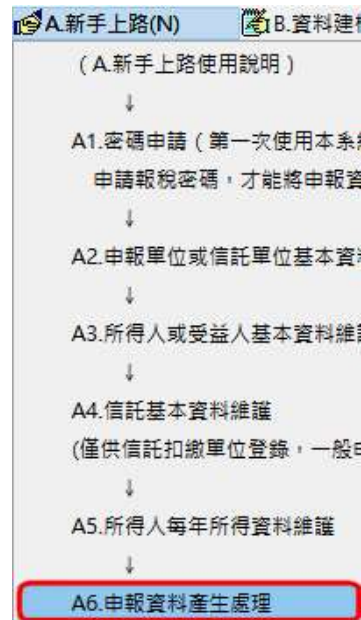 A.新手上路(N) B.資料建
(A.新手上路使用說明)
↓
A1.密碼申請(第一次使用本系
申請報稅密碼,才能將申報資
↓
A2.申報單位或信託單位基本資
↓
A3.所得人或受益人基本資料維
↓
A4.信託基本資料維護
(僅供信託扣繳單位登錄,一般
↓
A5.所得人每年所得資料維護
↓
A6.申報資料產生處理